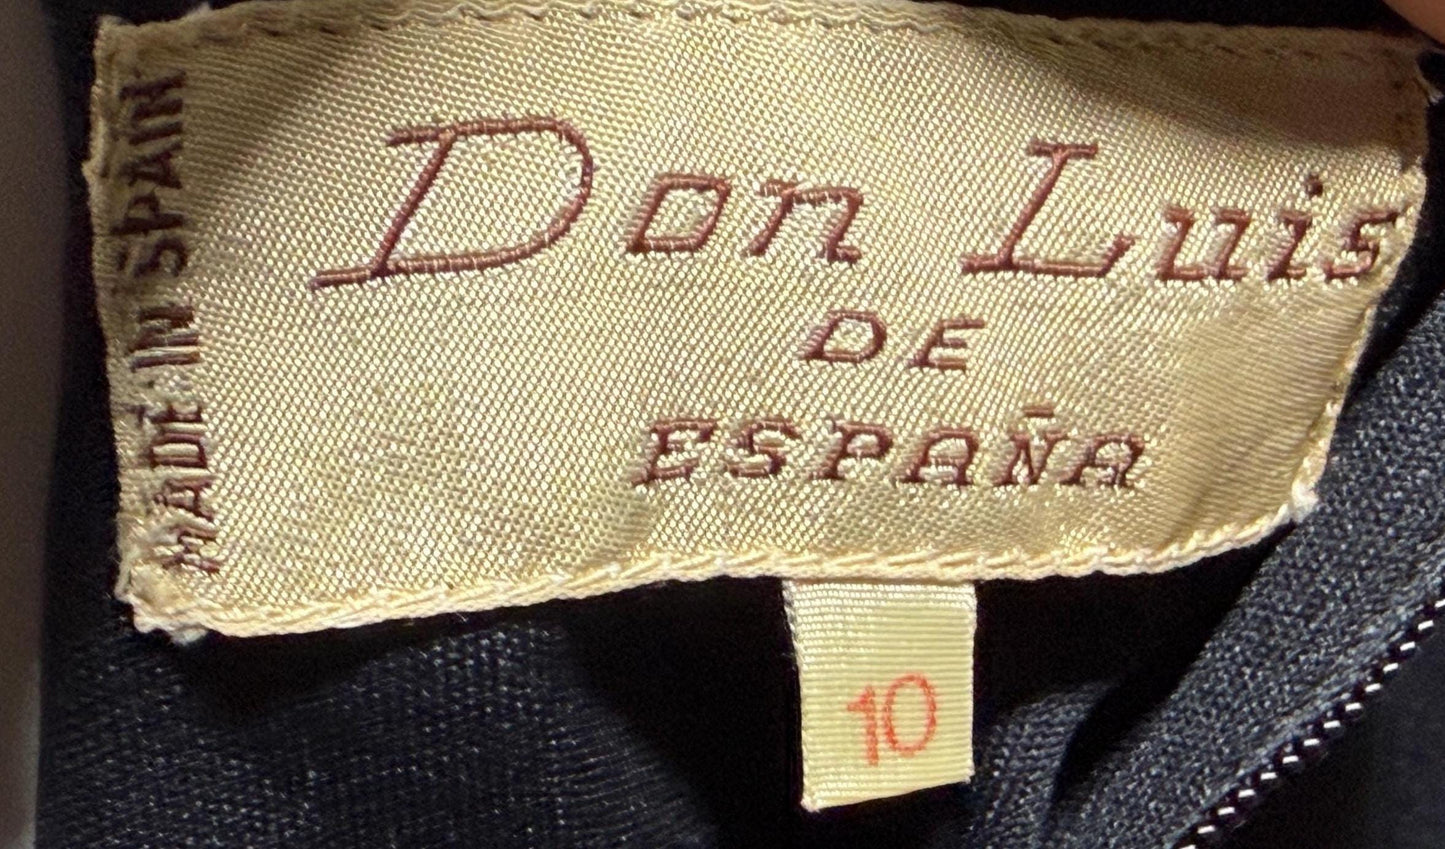 MADE IN SPAIN
Don Luis
DE
ESPAÑA
10